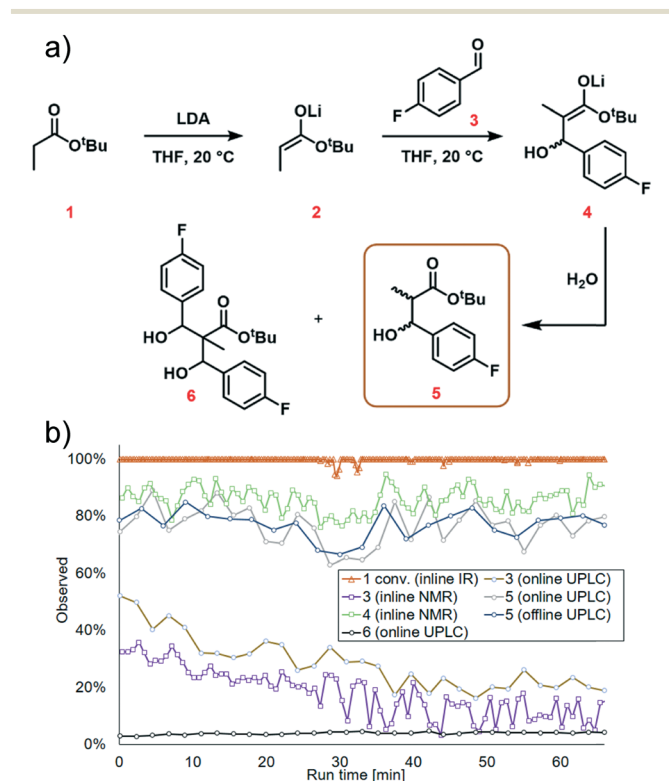 a)
O
OtBu
1
LDA
THF, 20 °C
OLi
OtBu
2
O
F
3
THF, 20 °C
OLi
OtBu
HO
F
4
H₂O
F
O
HO
OtBu
HO
F
6
+
O
OtBu
HO
F
5
b)
100%
80%
60%
40%
20%
0%
Observed
1 conv. (inline IR)
3 (online UPLC)
3 (inline NMR)
5 (online UPLC)
4 (inline NMR)
5 (offline UPLC)
6 (online UPLC)
0
10
20
30
40
50
60
Run time [min]